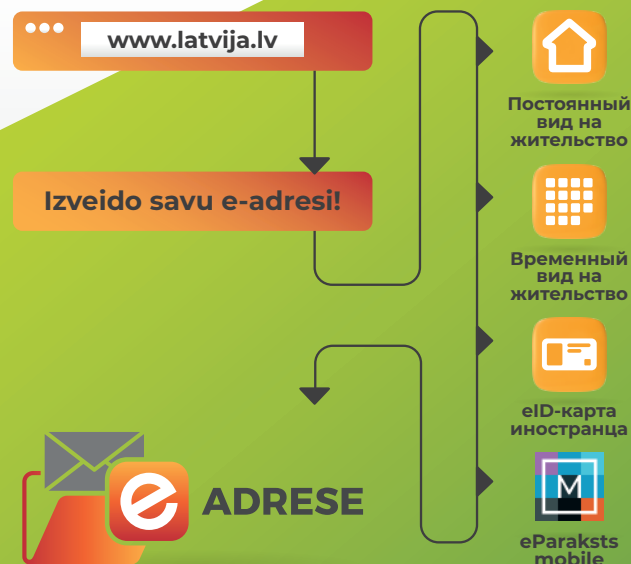 www.latvija.lv
Izveido savu e-adresi!
Постоянный
вид на
жительство
Временный
вид на
жительство
eID-карта
иностранца
M
eParaksts
mobile
e ADRESE